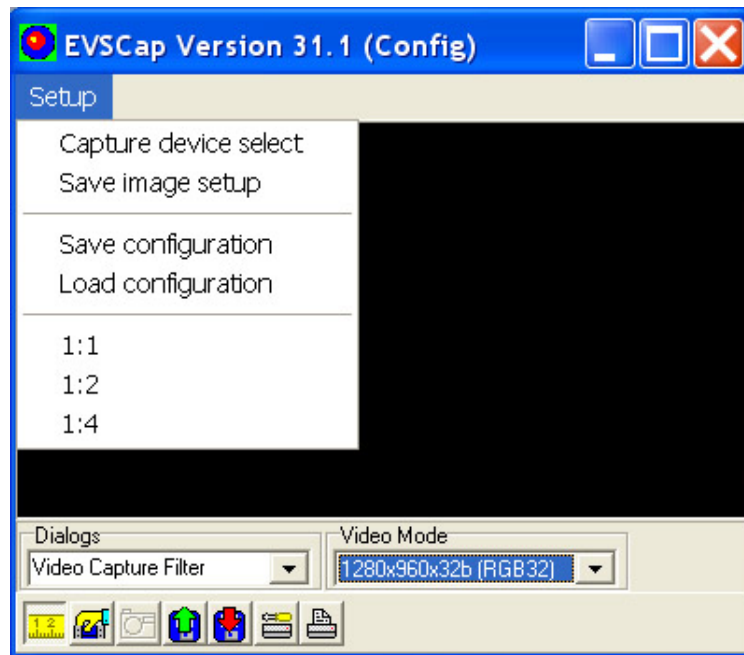 EVSCap Version 31.1 (Config)
Setup
Capture device select
Save image setup
Save configuration
Load configuration
1:1
1:2
1:4
Dialogs
Video Capture Filter
Video Mode
1280x960x32b (RGB32)
1 2